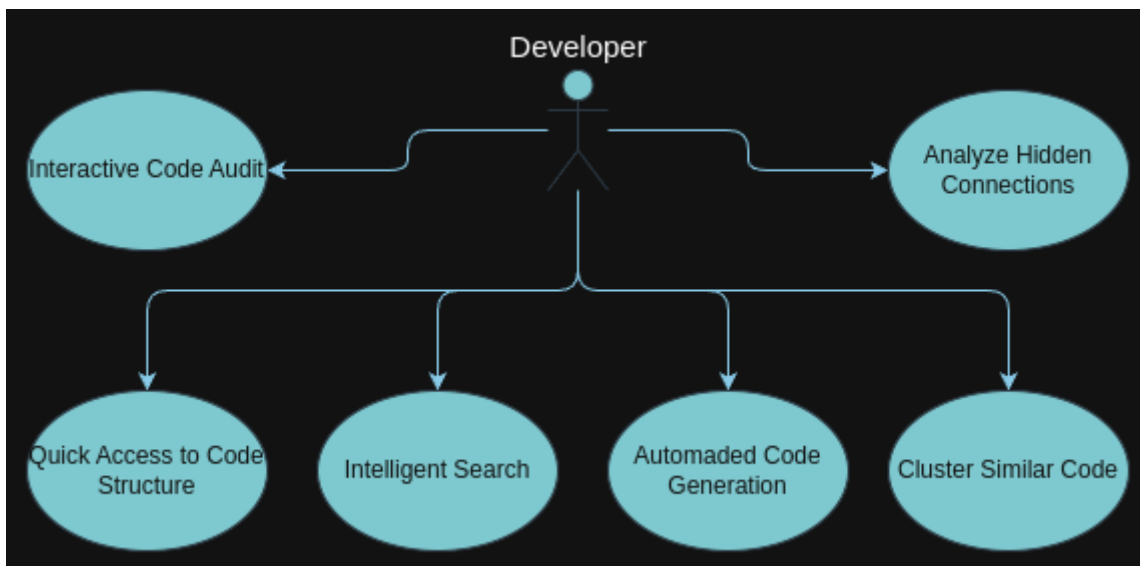 Developer
Interactive Code Audit
Analyze Hidden
Connections
Quick Access to Code
Structure
Intelligent Search
Automaded Code
Generation
Cluster Similar Code